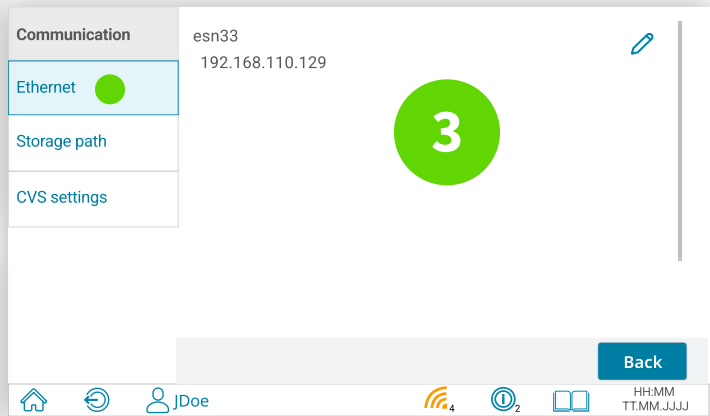 Communication
Ethernet
Storage path
CVS settings
esn33
192.168.110.129
3
Back
JDoe
4
2
HH:MM
TT.MM.JJJJ